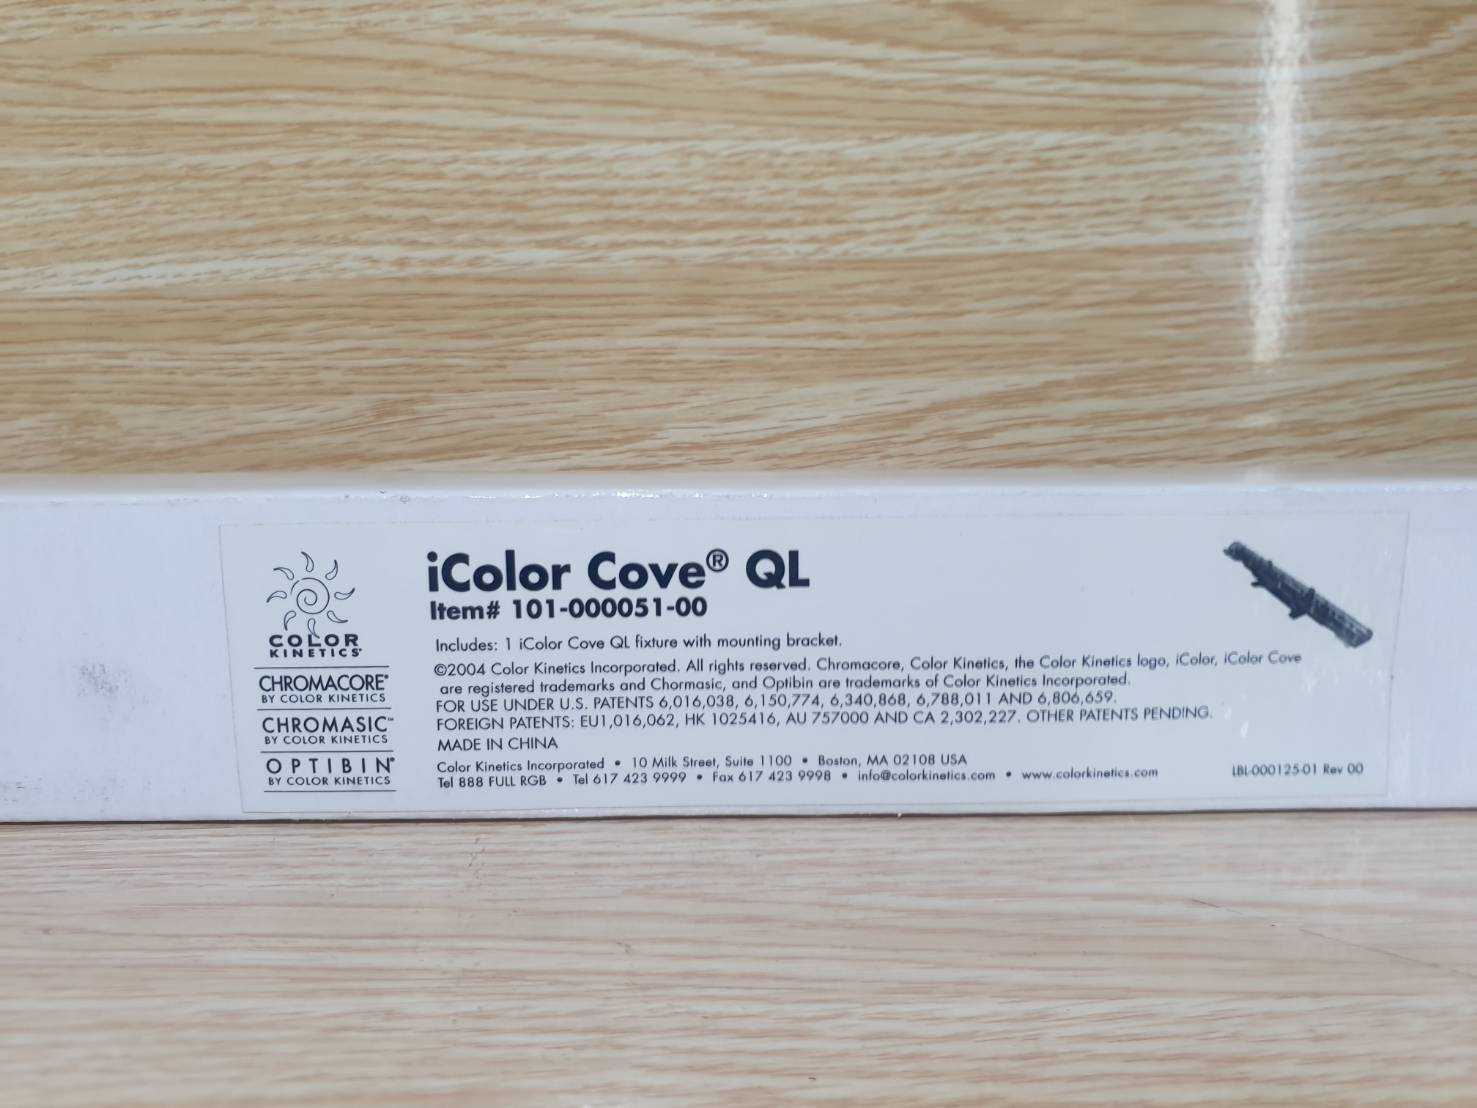 COLOR
KINETICS®
CHROMACORE®
BY COLOR KINETICS
CHROMASIC™
BY COLOR KINETICS
OPTIBIN®
BY COLOR KINETICS
iColor Cove® QL
Item# 101-000051-00
Includes: 1 iColor Cove QL fixture with mounting bracket.
©2004 Color Kinetics Incorporated. All rights reserved. Chromacore, Color Kinetics, the Color Kinetics logo, iColor, iColor Cove
are registered trademarks and Chormasic, and Optibin are trademarks of Color Kinetics Incorporated.
FOR USE UNDER U.S. PATENTS 6,016,038, 6,150,774, 6,340,868, 6,788,011 AND 6,806,659.
FOREIGN PATENTS: EU1,016,062, HK 1025416, AU 757000 AND CA 2,302,227. OTHER PATENTS PENDING.
MADE IN CHINA
Color Kinetics Incorporated • 10 Milk Street, Suite 1100 • Boston, MA 02108 USA
Tel 888 FULL RGB • Tel 617 423 9999 • Fax 617 423 9998 • info@colorkinetics.com • www.colorkinetics.com
LBL-000125-01 Rev 00